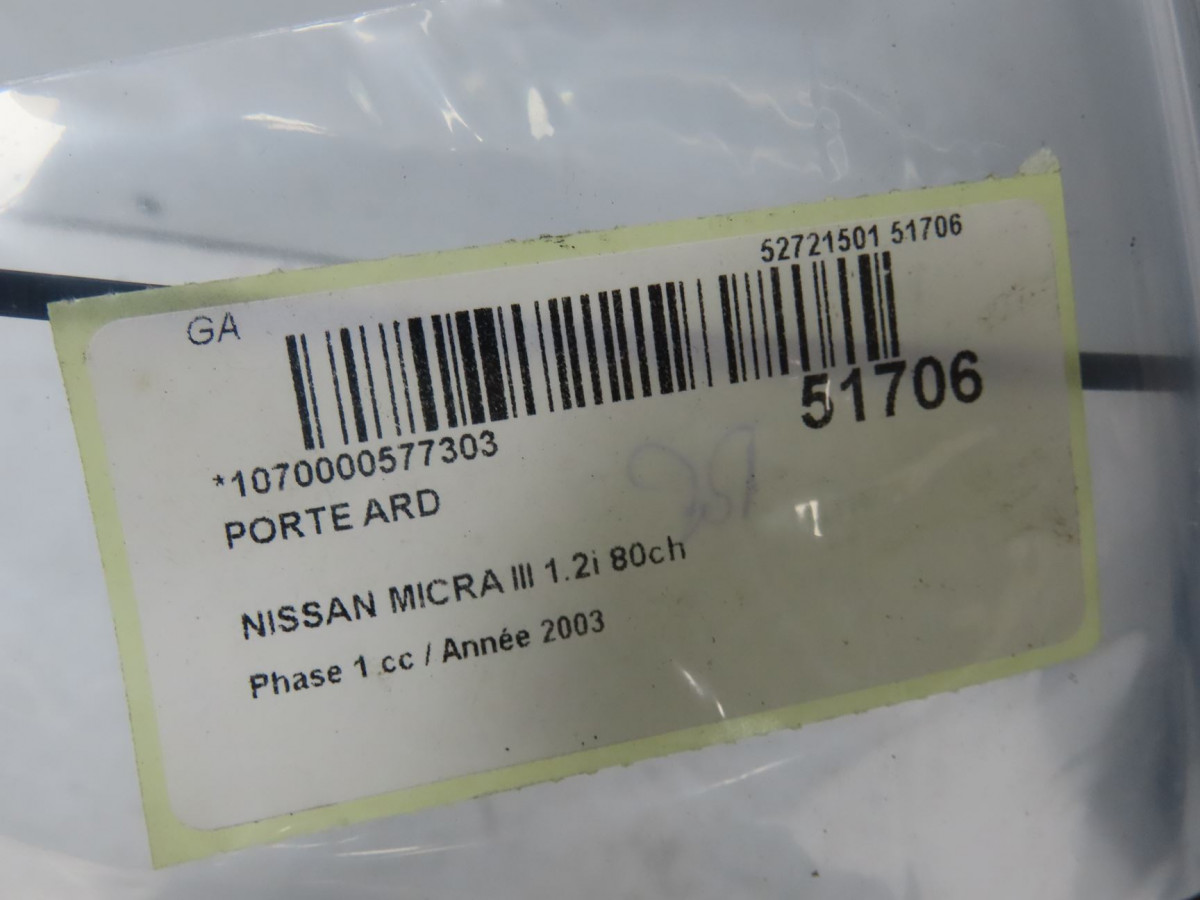 52721501 51706
GA
51706
*1070000577303
PORTE ARD
NISSAN MICRA III 1.2i 80ch
Phase 1 cc / Année 2003